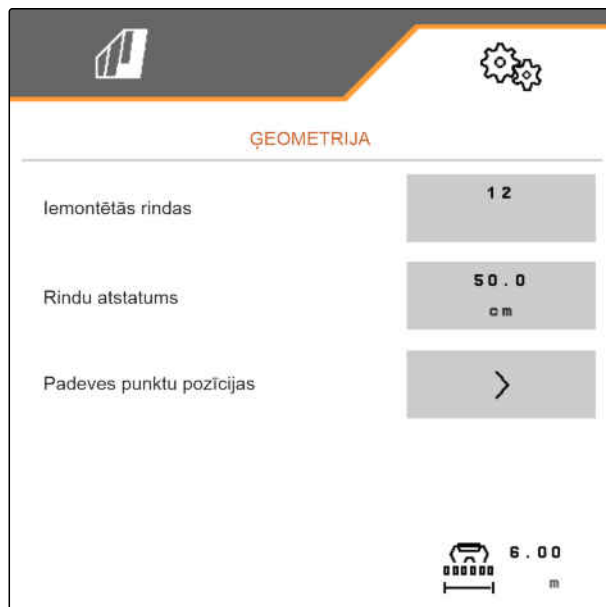 ĢEOMETRIJA
Iemontētās rindas
12
Rindu atstatums
50.0
cm
Padeves punktu pozīcijas
6.00
m